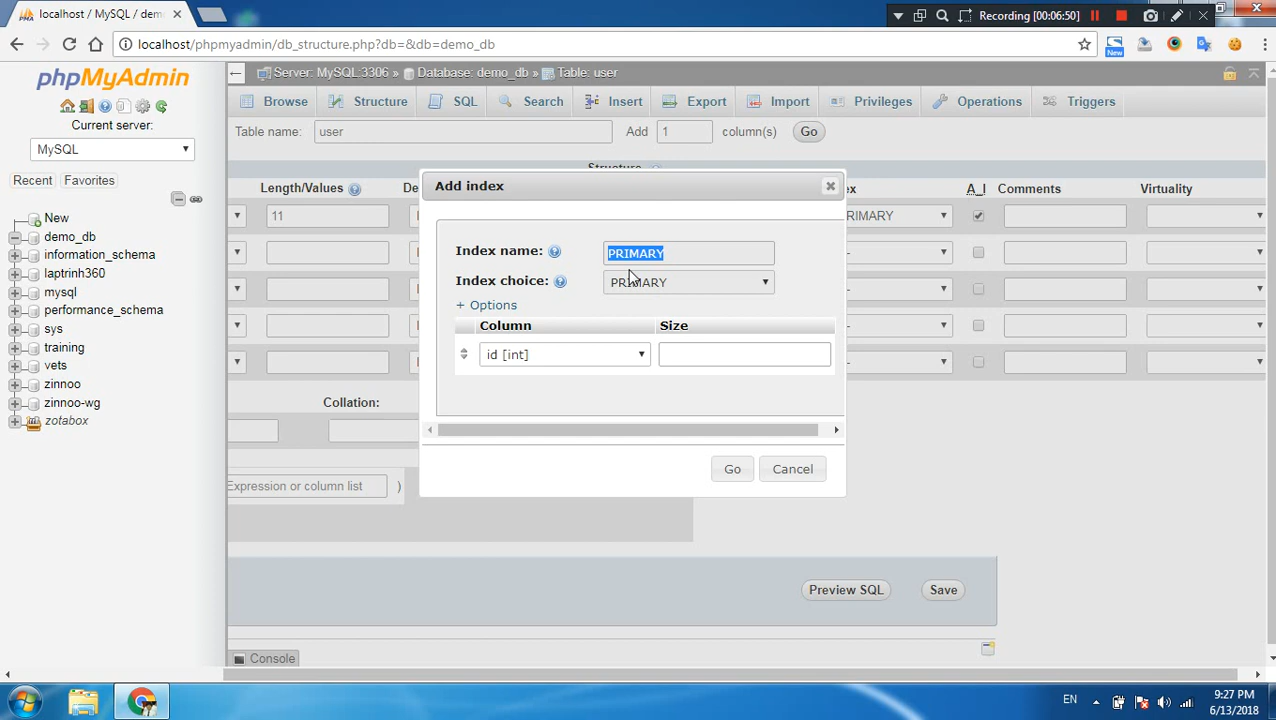 localhost / MySQL / dem
Recording [00:06:50]
localhost/phpmyadmin/db_structure.php?db=&db=demo_db
New
phpMyAdmin
Current server:
MySQL
Recent
Favorites
New
demo_db
information_schema
laptrinh360
mysql
performance_schema
sys
training
vets
zinnoo
zinnoo-wg
zotabox
Server: MySQL:3306 » Database: demo_db » Table: user
Browse
Structure
SQL
Search
Insert
Export
Import
Privileges
Operations
Triggers
Table name:
user
Add
1
column(s)
Go
Length/Values
A_I
Comments
Virtuality
11
Add index
Index name:
PRIMARY
Index choice:
PRIMARY
+ Options
Column
Size
id [int]
Go
Cancel
Collation:
Expression or column list
)
Preview SQL
Save
Console
EN
9:27 PM
6/13/2018